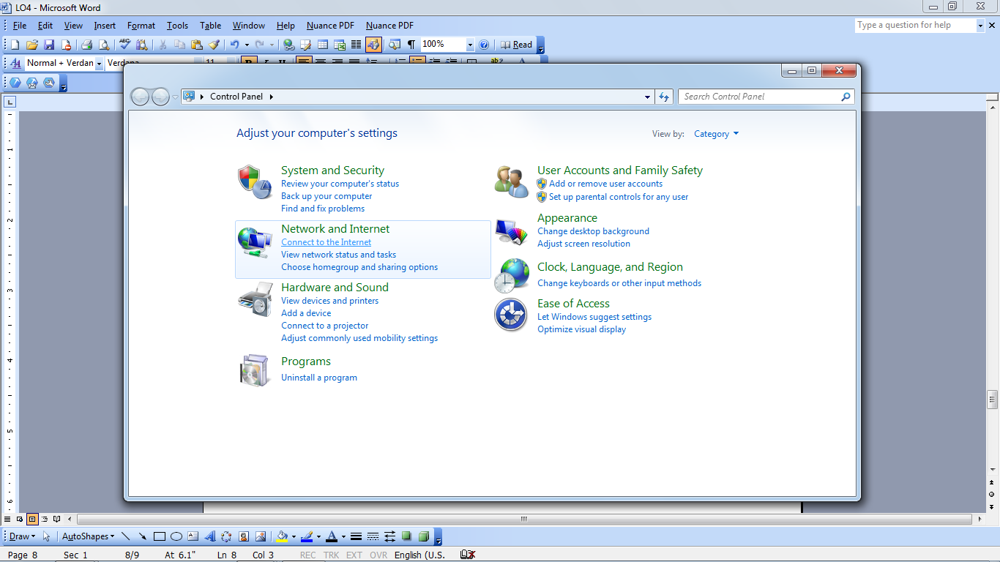 LO4 - Microsoft Word
File Edit View Insert Format Tools Table Window Help Nuance PDF Nuance PDF
Type a question for help
100% Read
Normal + Verdan Verdana 11 B I U
Control Panel
Search Control Panel
Adjust your computer's settings
View by: Category
System and Security
Review your computer's status
Back up your computer
Find and fix problems
Network and Internet
Connect to the Internet
View network status and tasks
Choose homegroup and sharing options
Hardware and Sound
View devices and printers
Add a device
Connect to a projector
Adjust commonly used mobility settings
Programs
Uninstall a program
User Accounts and Family Safety
Add or remove user accounts
Set up parental controls for any user
Appearance
Change desktop background
Adjust screen resolution
Clock, Language, and Region
Change keyboards or other input methods
Ease of Access
Let Windows suggest settings
Optimize visual display
1
2
3
4
5
6
Draw AutoShapes
Page 8 Sec 1 8/9 At 6.1" Ln 8 Col 3 REC TRK EXT OVR English (U.S.